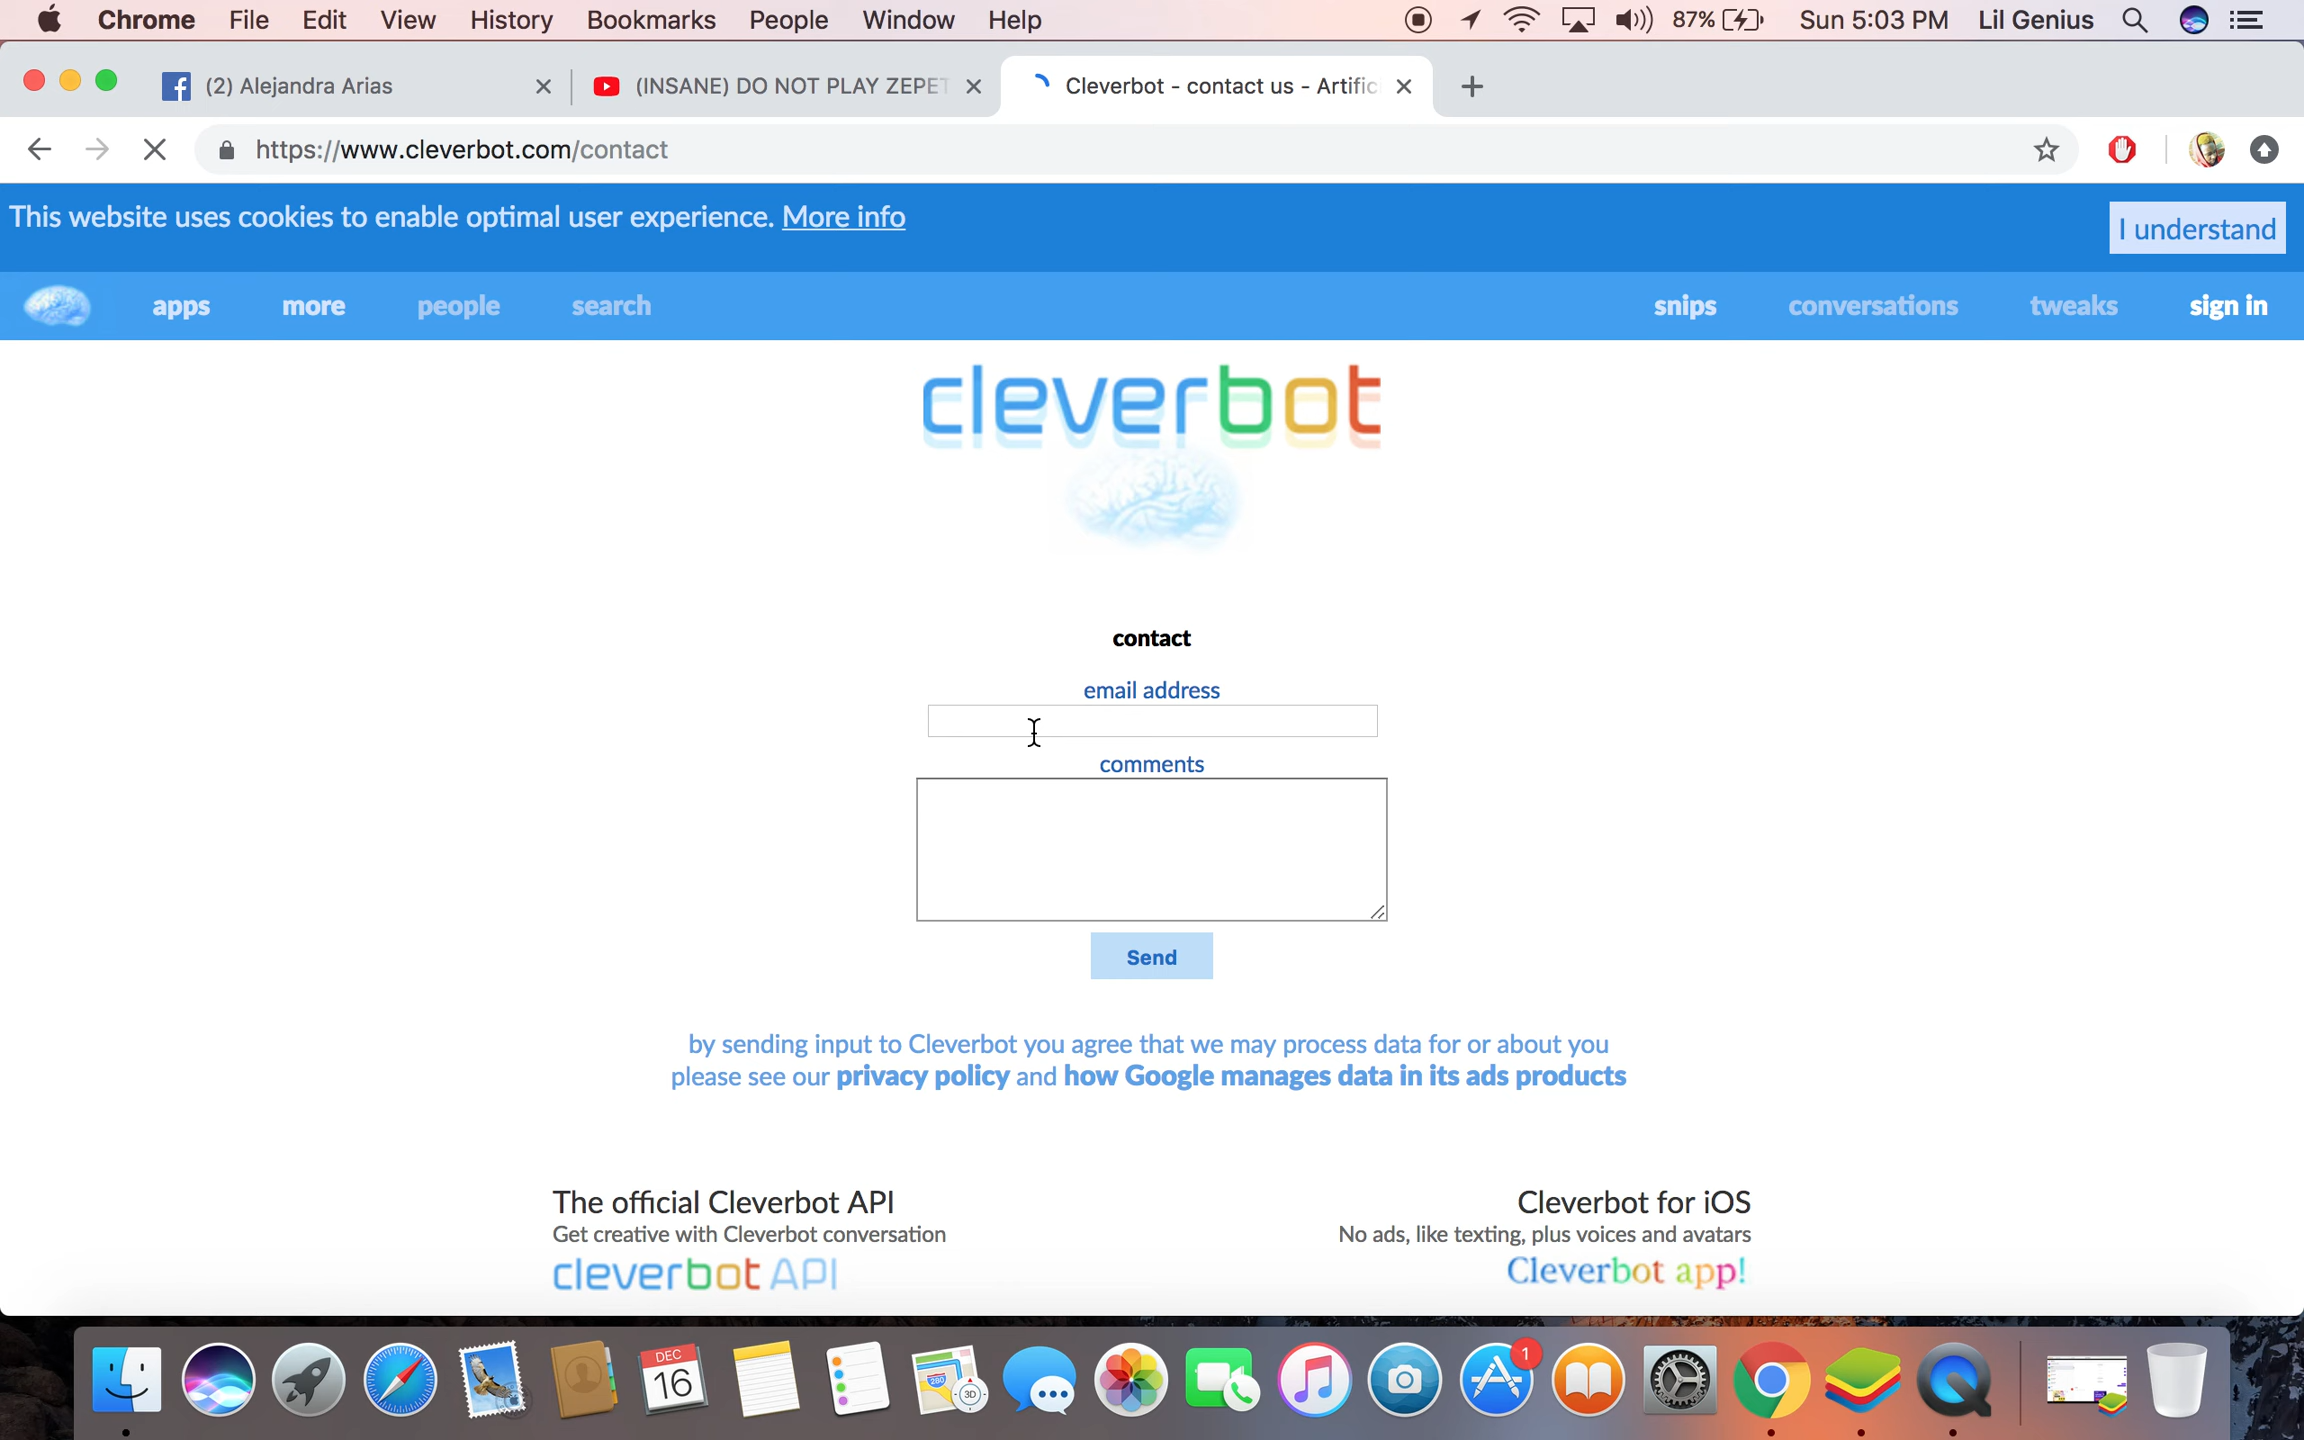 Chrome File Edit View History Bookmarks People Window Help 87% Sun 5:03 PM Lil Genius
(2) Alejandra Arias (INSANE) DO NOT PLAY ZEPET Cleverbot - contact us - Artific
https://www.cleverbot.com/contact
This website uses cookies to enable optimal user experience. More info I understand
apps more people search snips conversations tweaks sign in
cleverbot
contact
email address
comments
Send
by sending input to Cleverbot you agree that we may process data for or about you
please see our privacy policy and how Google manages data in its ads products
The official Cleverbot API Cleverbot for iOS
Get creative with Cleverbot conversation No ads, like texting, plus voices and avatars
cleverbot API Cleverbot app!
DEC
16
280
3D
1